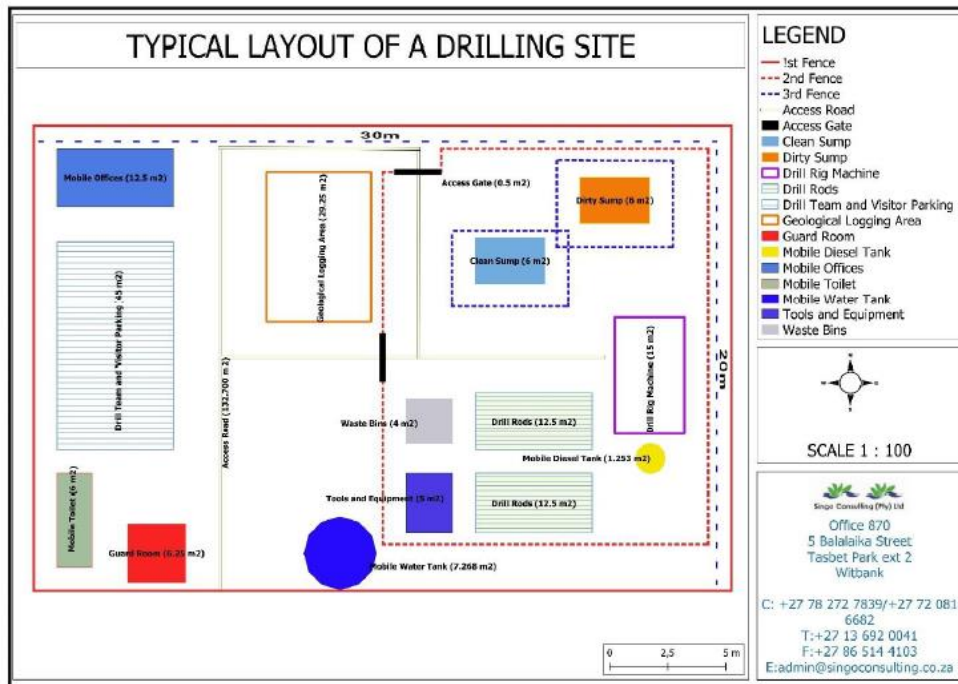 TYPICAL LAYOUT OF A DRILLING SITE
30m
Mobile Offices (12.5 m2)
Access Gate (0.5 m2)
Dirty Sump (6 m2)
Geological Logging Area (29.25 m2)
Clean Sump (6 m2)
Drill Team and Visitor Parking (45 m2)
20m
Drill Rig Machine (15 m2)
Access Road (132.700 m2)
Waste Bins (4 m2)
Drill Rods (12.5 m2)
Mobile Diesel Tank (1.253 m2)
Mobile Toilet (6 m2)
Tools and Equipment (5 m2)
Drill Rods (12.5 m2)
Guard Room (6.25 m2)
Mobile Water Tank (7.268 m2)
0 2,5 5 m
LEGEND
1st Fence
2nd Fence
3rd Fence
Access Road
Access Gate
Clean Sump
Dirty Sump
Drill Rig Machine
Drill Rods
Drill Team and Visitor Parking
Geological Logging Area
Guard Room
Mobile Diesel Tank
Mobile Offices
Mobile Toilet
Mobile Water Tank
Tools and Equipment
Waste Bins
N
W E
S
SCALE 1 : 100
Singo Consulting (Pty) Ltd
Office 870
5 Balalaika Street
Tasbet Park ext 2
Witbank
C: +27 78 272 7839/+27 72 081
6682
T:+27 13 692 0041
F:+27 86 514 4103
E:admin@singoconsulting.co.za